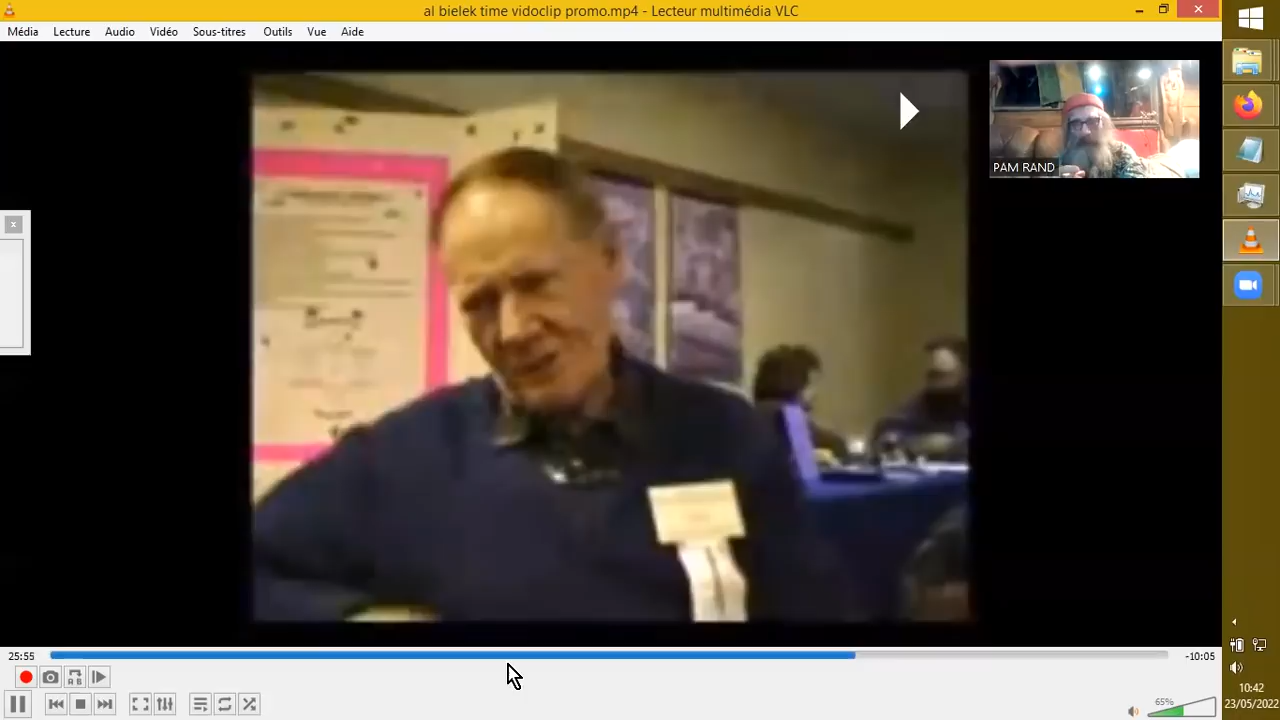 al bielek time vidoclip promo.mp4 - Lecteur multimédia VLC
Média Lecture Audio Vidéo Sous-titres Outils Vue Aide
PAM RAND
25:55
-10:05
65%
10:42
23/05/2022